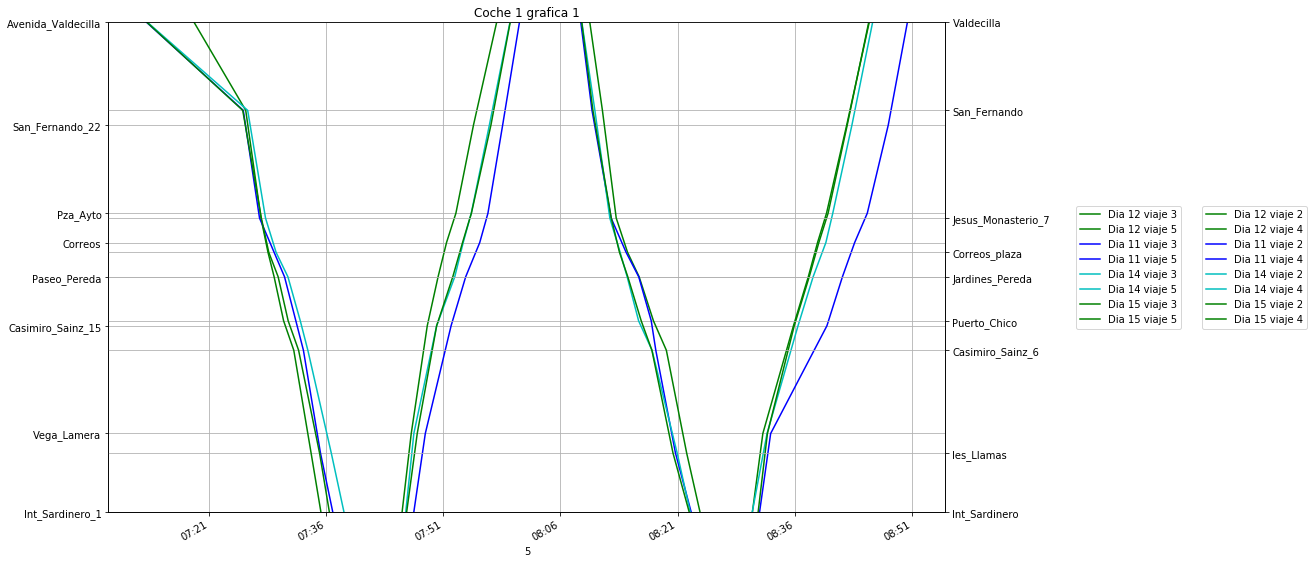 Coche 1 grafica 1
Avenida_Valdecilla
San_Fernando_22
Pza_Ayto
Correos
Paseo_Pereda
Casimiro_Sainz_15
Vega_Lamera
Int_Sardinero_1
Valdecilla
San_Fernando
Jesus_Monasterio_7
Correos_plaza
Jardines_Pereda
Puerto_Chico
Casimiro_Sainz_6
Ies_Llamas
Int_Sardinero
07:21
07:36
07:51
08:06
08:21
08:36
08:51
5
Dia 12 viaje 3
Dia 12 viaje 5
Dia 11 viaje 3
Dia 11 viaje 5
Dia 14 viaje 3
Dia 14 viaje 5
Dia 15 viaje 3
Dia 15 viaje 5
Dia 12 viaje 2
Dia 12 viaje 4
Dia 11 viaje 2
Dia 11 viaje 4
Dia 14 viaje 2
Dia 14 viaje 4
Dia 15 viaje 2
Dia 15 viaje 4